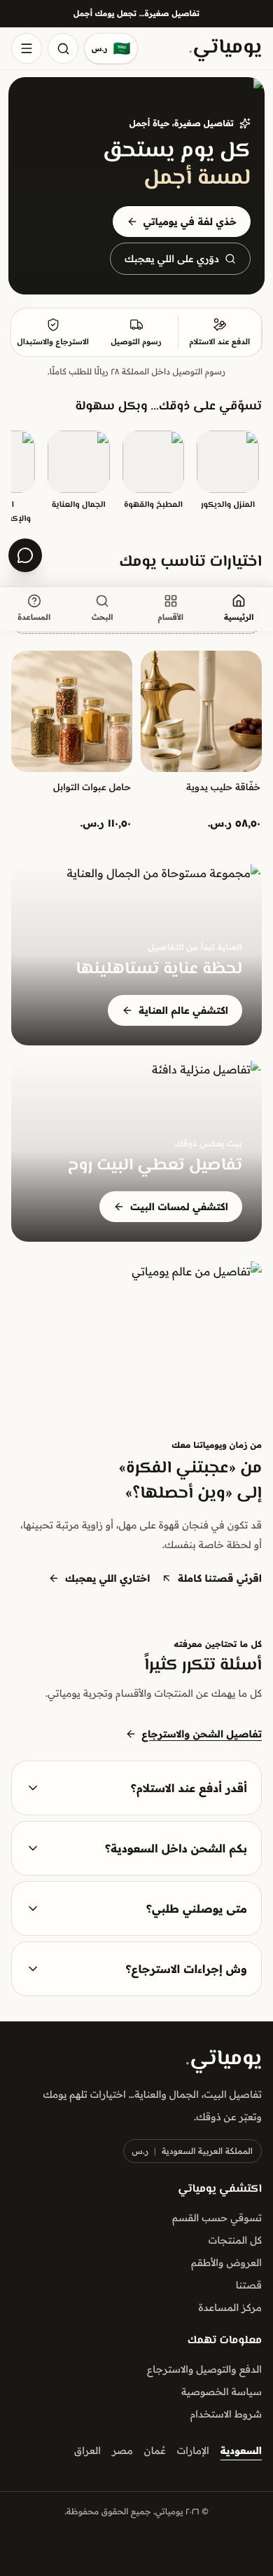 تفاصيل صغيرة... تجعل يومك أجمل
يومياتي.
ر.س
تفاصيل صغيرة، حياة أجمل
كل يوم يستحق
لمسة أجمل
خذي لفة في يومياتي
دوّري على اللي يعجبك
الدفع عند الاستلام
رسوم التوصيل
الاسترجاع والاستبدال
رسوم التوصيل داخل المملكة ٢٨ ريالًا للطلب كاملًا.
تسوّقي على ذوقك... وبكل سهولة
المنزل والديكور
المطبخ والقهوة
الجمال والعناية
اختيارات تناسب يومك
الرئيسية
الأقسام
البحث
المساعدة
خفّاقة حليب يدوية
حامل عبوات التوابل
٥٨٫٥٠ ر.س.
١١٠٫٥٠ ر.س.
مجموعة مستوحاة من الجمال والعناية
العناية تبدأ من التفاصيل
لحظة عناية تستاهلينها
اكتشفي عالم العناية
تفاصيل منزلية دافئة
بيت يعكس ذوقك
تفاصيل تعطي البيت روح
اكتشفي لمسات البيت
تفاصيل من عالم يومياتي
من زمان ويومياتنا معك
من «عجبتني الفكرة»
إلى «وين أحصلها؟»
قد تكون في فنجان قهوة على مهل، أو زاوية مرتبة تحبينها،
أو لحظة خاصة بنفسك.
اقرئي قصتنا كاملة
اختاري اللي يعجبك
كل ما تحتاجين معرفته
أسئلة تتكرر كثيراً
كل ما يهمك عن المنتجات والأقسام وتجربة يومياتي.
تفاصيل الشحن والاسترجاع
أقدر أدفع عند الاستلام؟
بكم الشحن داخل السعودية؟
متى يوصلني طلبي؟
وش إجراءات الاسترجاع؟
يومياتي.
تفاصيل البيت، الجمال والعناية... اختيارات تلهم يومك
وتعبّر عن ذوقك.
المملكة العربية السعودية | ر.س
اكتشفي يومياتي
تسوقي حسب القسم
كل المنتجات
العروض والأطقم
قصتنا
مركز المساعدة
معلومات تهمك
الدفع والتوصيل والاسترجاع
سياسة الخصوصية
شروط الاستخدام
السعودية
الإمارات
عُمان
مصر
العراق
© ٢٠٢٦ يومياتي. جميع الحقوق محفوظة.